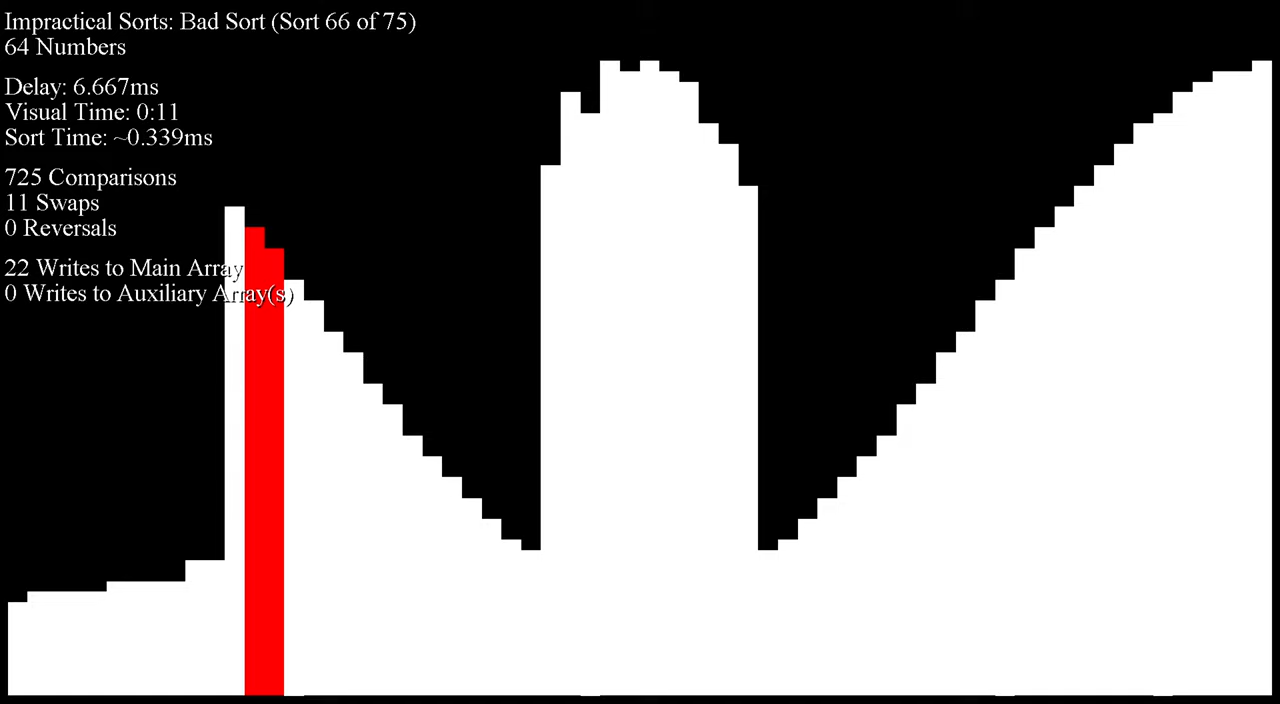 Impractical Sorts: Bad Sort (Sort 66 of 75)
64 Numbers
Delay: 6.667ms
Visual Time: 0:11
Sort Time: ~0.339ms
725 Comparisons
11 Swaps
0 Reversals
22 Writes to Main Array
0 Writes to Auxiliary Array(s)